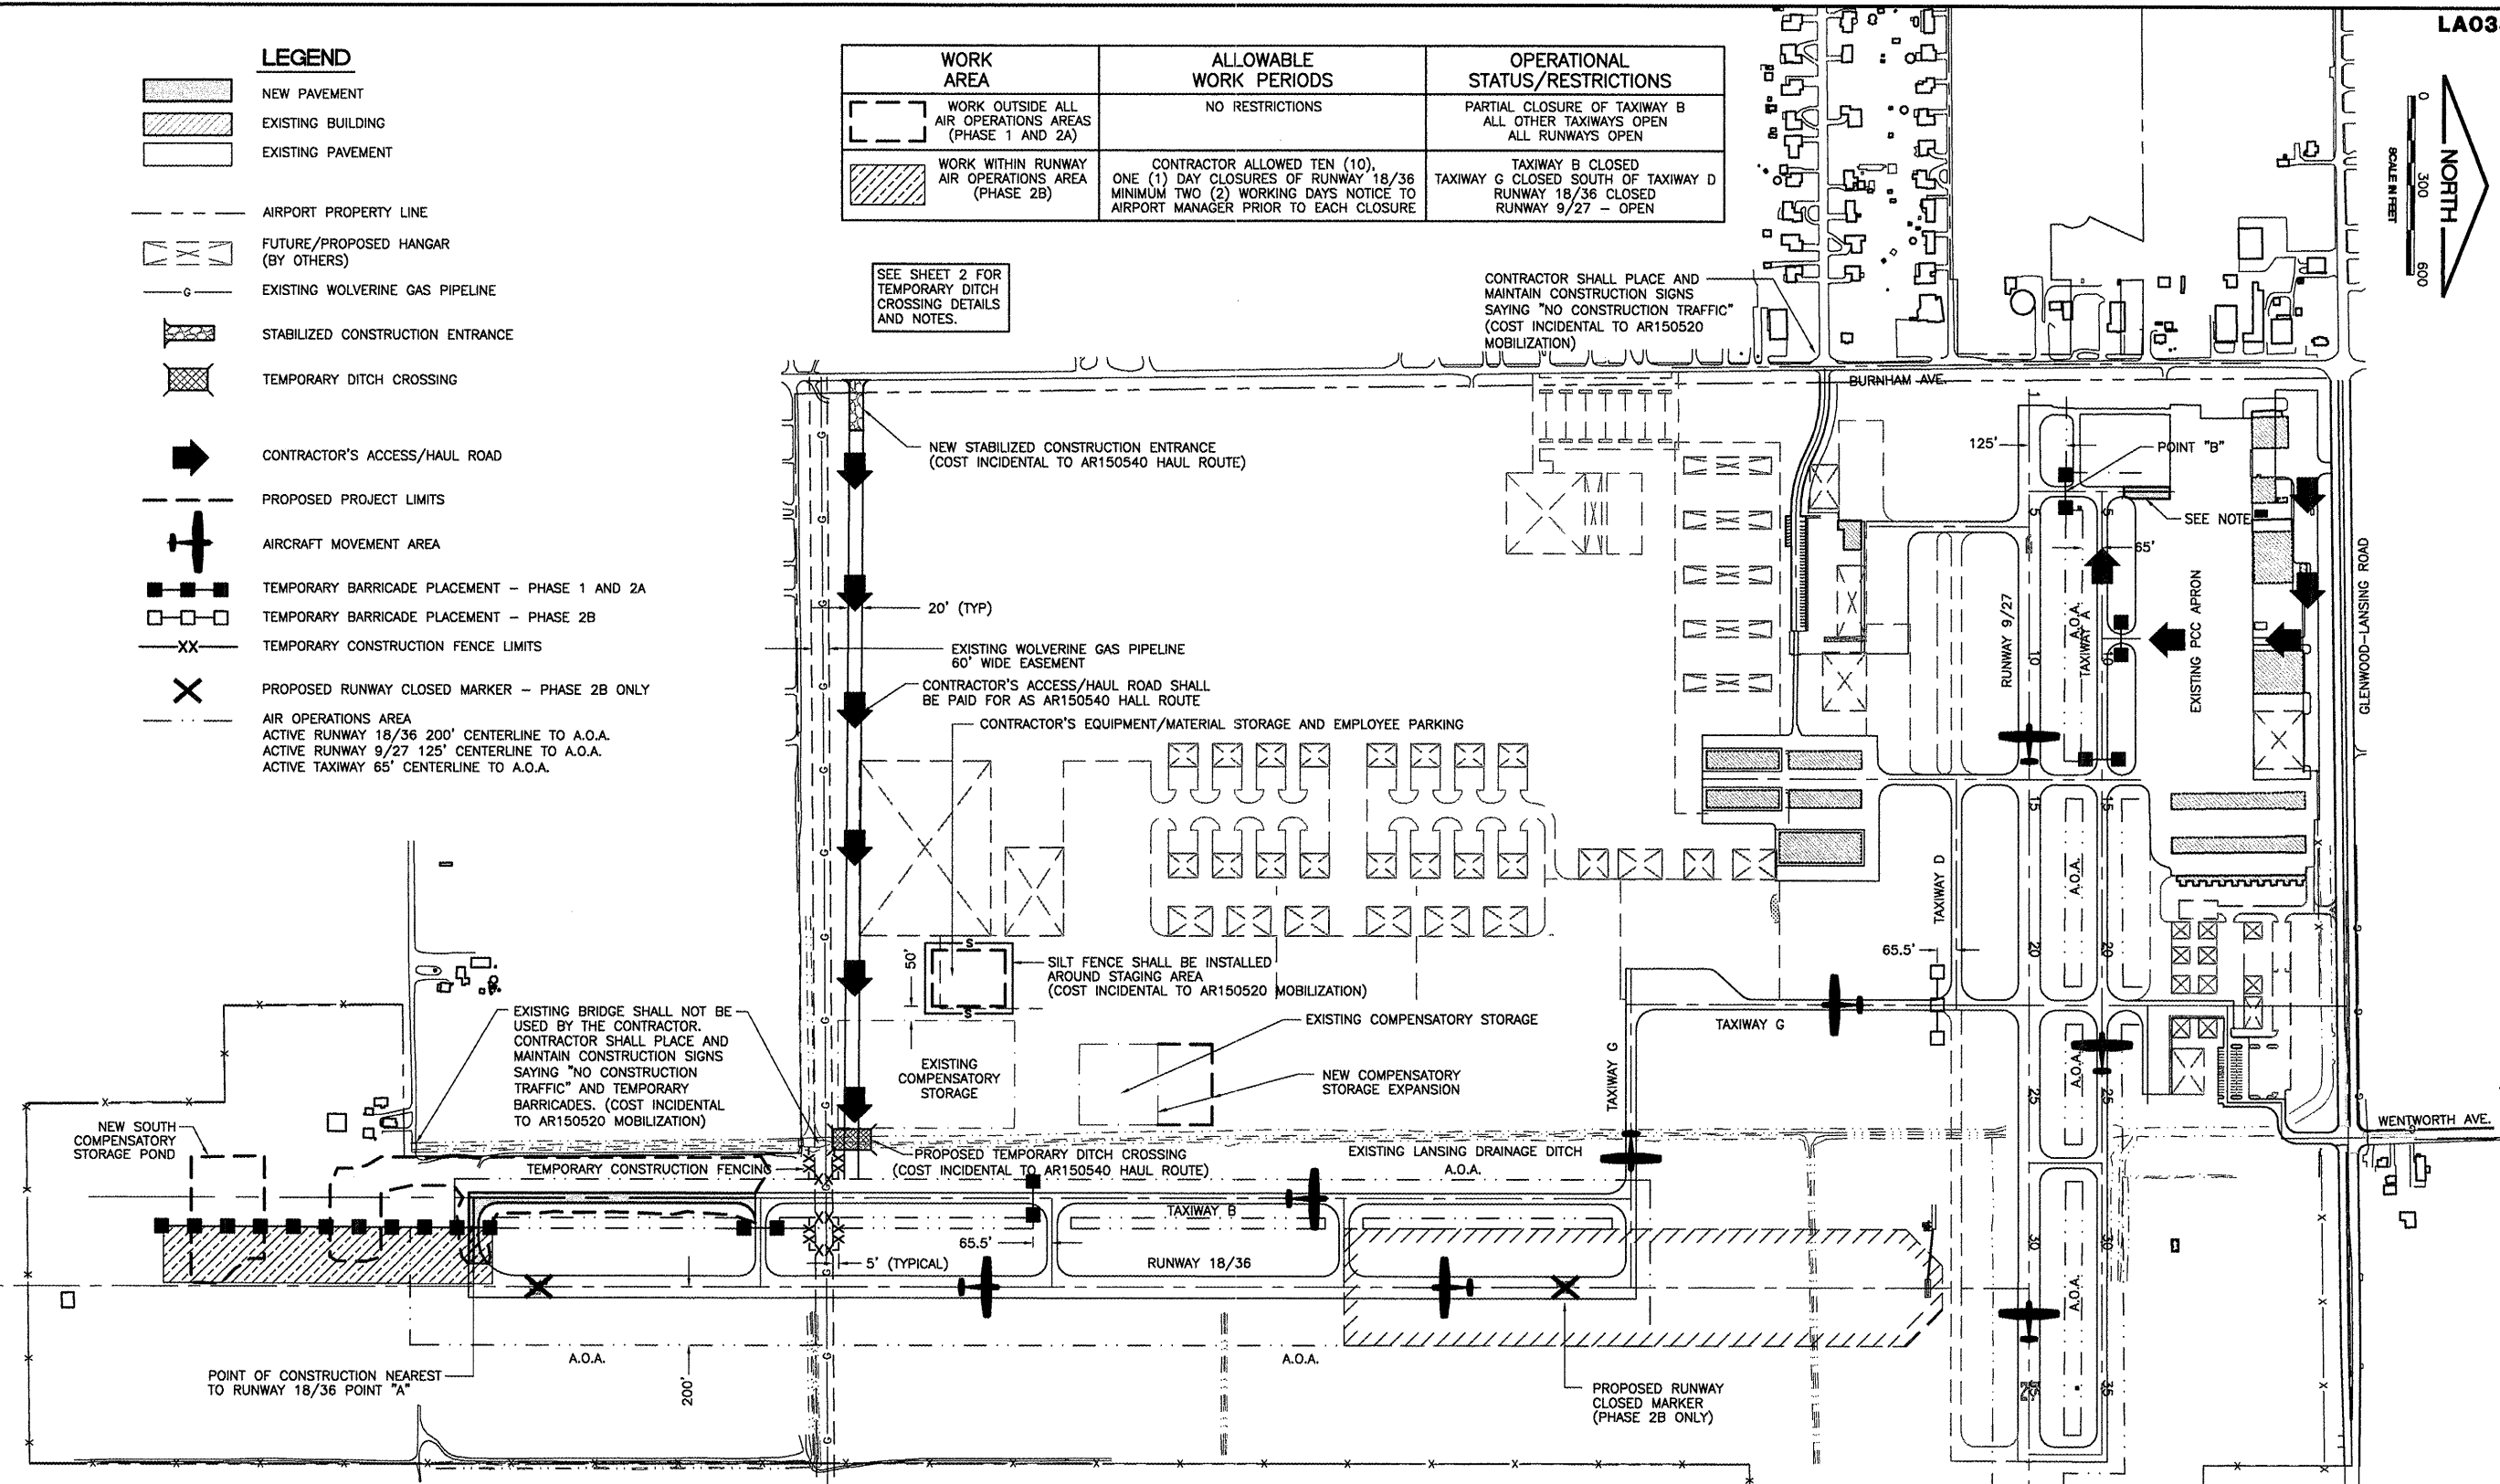 LEGEND
NEW PAVEMENT
EXISTING BUILDING
EXISTING PAVEMENT
AIRPORT PROPERTY LINE
FUTURE/PROPOSED HANGAR
(BY OTHERS)
G
EXISTING WOLVERINE GAS PIPELINE
STABILIZED CONSTRUCTION ENTRANCE
TEMPORARY DITCH CROSSING
CONTRACTOR'S ACCESS/HAUL ROAD
PROPOSED PROJECT LIMITS
AIRCRAFT MOVEMENT AREA
TEMPORARY BARRICADE PLACEMENT – PHASE 1 AND 2A
TEMPORARY BARRICADE PLACEMENT – PHASE 2B
XX
TEMPORARY CONSTRUCTION FENCE LIMITS
PROPOSED RUNWAY CLOSED MARKER – PHASE 2B ONLY
AIR OPERATIONS AREA
ACTIVE RUNWAY 18/36 200' CENTERLINE TO A.O.A.
ACTIVE RUNWAY 9/27 125' CENTERLINE TO A.O.A.
ACTIVE TAXIWAY 65' CENTERLINE TO A.O.A.
WORK
AREA
ALLOWABLE
WORK PERIODS
OPERATIONAL
STATUS/RESTRICTIONS
WORK OUTSIDE ALL
AIR OPERATIONS AREAS
(PHASE 1 AND 2A)
NO RESTRICTIONS
PARTIAL CLOSURE OF TAXIWAY B
ALL OTHER TAXIWAYS OPEN
ALL RUNWAYS OPEN
WORK WITHIN RUNWAY
AIR OPERATIONS AREA
(PHASE 2B)
CONTRACTOR ALLOWED TEN (10),
ONE (1) DAY CLOSURES OF RUNWAY 18/36
MINIMUM TWO (2) WORKING DAYS NOTICE TO
AIRPORT MANAGER PRIOR TO EACH CLOSURE
TAXIWAY B CLOSED
TAXIWAY G CLOSED SOUTH OF TAXIWAY D
RUNWAY 18/36 CLOSED
RUNWAY 9/27 – OPEN
SEE SHEET 2 FOR
TEMPORARY DITCH
CROSSING DETAILS
AND NOTES.
CONTRACTOR SHALL PLACE AND
MAINTAIN CONSTRUCTION SIGNS
SAYING "NO CONSTRUCTION TRAFFIC"
(COST INCIDENTAL TO AR150520
MOBILIZATION)
LA03
NORTH
0 300 600
SCALE IN FEET
BURNHAM AVE.
NEW STABILIZED CONSTRUCTION ENTRANCE
(COST INCIDENTAL TO AR150540 HAUL ROUTE)
20' (TYP)
EXISTING WOLVERINE GAS PIPELINE
60' WIDE EASEMENT
CONTRACTOR'S ACCESS/HAUL ROAD SHALL
BE PAID FOR AS AR150540 HALL ROUTE
CONTRACTOR'S EQUIPMENT/MATERIAL STORAGE AND EMPLOYEE PARKING
125'
POINT "B"
SEE NOTE
65'
RUNWAY 9/27
A.O.A.
TAXIWAY A
EXISTING PCC APRON
GLENWOOD-LANSING ROAD
TAXIWAY D
A.O.A.
65.5'
50'
S
S
SILT FENCE SHALL BE INSTALLED
AROUND STAGING AREA
(COST INCIDENTAL TO AR150520 MOBILIZATION)
EXISTING BRIDGE SHALL NOT BE
USED BY THE CONTRACTOR.
CONTRACTOR SHALL PLACE AND
MAINTAIN CONSTRUCTION SIGNS
SAYING "NO CONSTRUCTION
TRAFFIC" AND TEMPORARY
BARRICADES. (COST INCIDENTAL
TO AR150520 MOBILIZATION)
EXISTING
COMPENSATORY
STORAGE
EXISTING COMPENSATORY STORAGE
NEW COMPENSATORY
STORAGE EXPANSION
TAXIWAY G
TAXIWAY G
A.O.A.
WENTWORTH AVE.
NEW SOUTH
COMPENSATORY
STORAGE POND
TEMPORARY CONSTRUCTION FENCING
PROPOSED TEMPORARY DITCH CROSSING
(COST INCIDENTAL TO AR150540 HAUL ROUTE)
EXISTING LANSING DRAINAGE DITCH
A.O.A.
TAXIWAY B
65.5'
5' (TYPICAL)
RUNWAY 18/36
A.O.A.
A.O.A.
A.O.A.
200'
POINT OF CONSTRUCTION NEAREST
TO RUNWAY 18/36 POINT "A"
PROPOSED RUNWAY
CLOSED MARKER
(PHASE 2B ONLY)